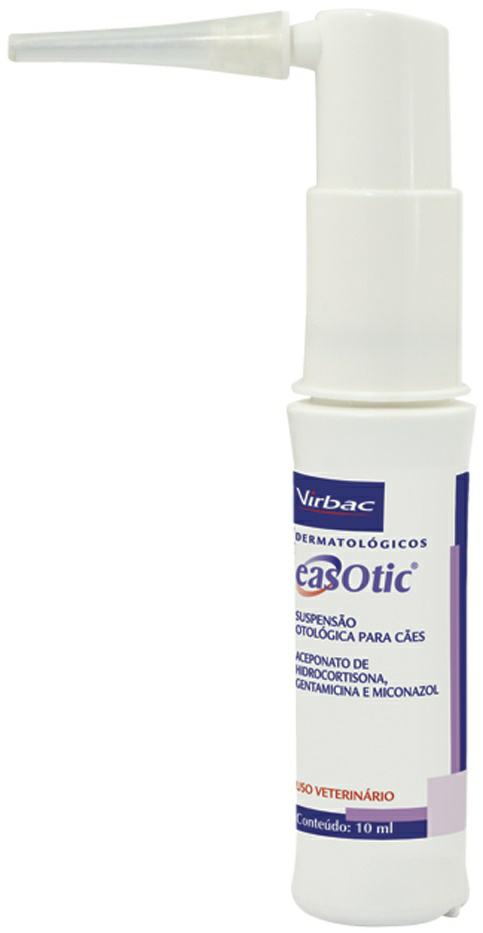 Virbac
DERMATOLÓGICOS
easOtic®
SUSPENSÃO
OTOLÓGICA PARA CÃES
ACEPONATO DE
HIDROCORTISONA,
GENTAMICINA E MICONAZOL
USO VETERINÁRIO
Conteúdo: 10 ml